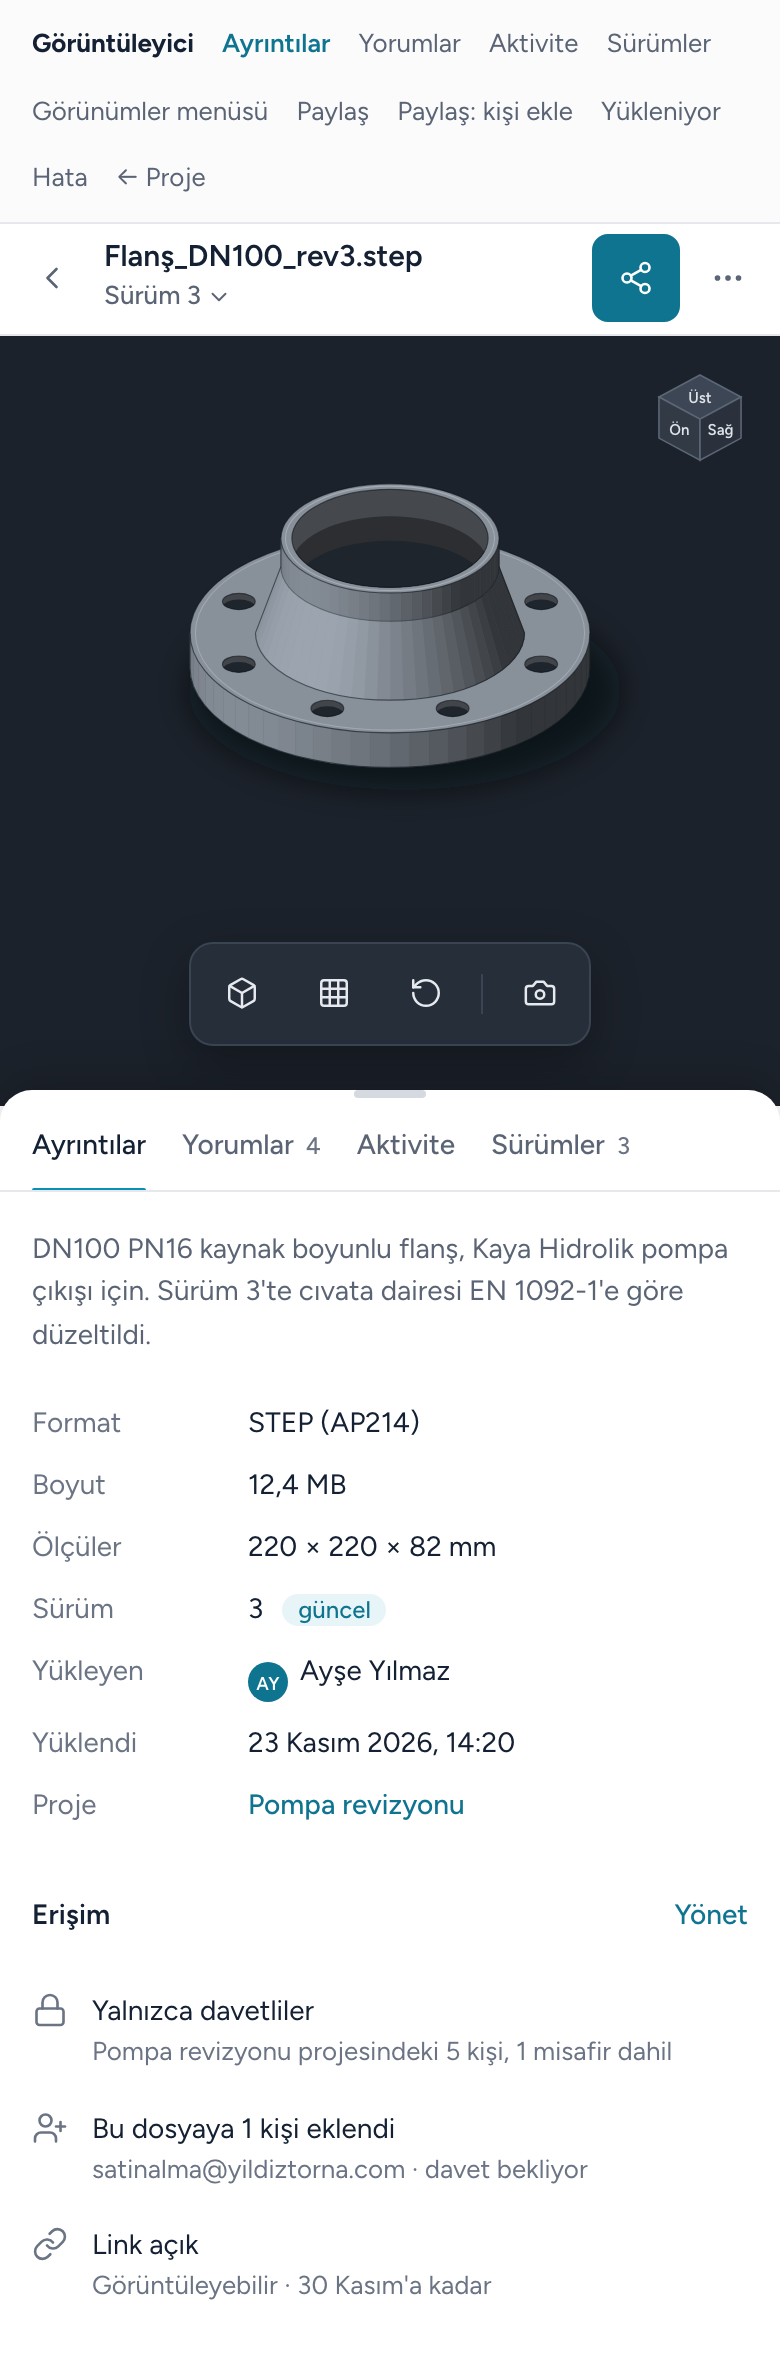 Görüntüleyici Ayrıntılar Yorumlar Aktivite Sürümler
Görünümler menüsü Paylaş Paylaş: kişi ekle Yükleniyor
Hata ← Proje
Flanş_DN100_rev3.step
Sürüm 3
Üst
Ön Sağ
Ayrıntılar Yorumlar 4 Aktivite Sürümler 3
DN100 PN16 kaynak boyunlu flanş, Kaya Hidrolik pompa
çıkışı için. Sürüm 3'te cıvata dairesi EN 1092-1'e göre
düzeltildi.
Format STEP (AP214)
Boyut 12,4 MB
Ölçüler 220 × 220 × 82 mm
Sürüm 3 güncel
Yükleyen AY Ayşe Yılmaz
Yüklendi 23 Kasım 2026, 14:20
Proje Pompa revizyonu
Erişim Yönet
Yalnızca davetliler
Pompa revizyonu projesindeki 5 kişi, 1 misafir dahil
Bu dosyaya 1 kişi eklendi
satinalma@yildiztorna.com · davet bekliyor
Link açık
Görüntüleyebilir · 30 Kasım'a kadar